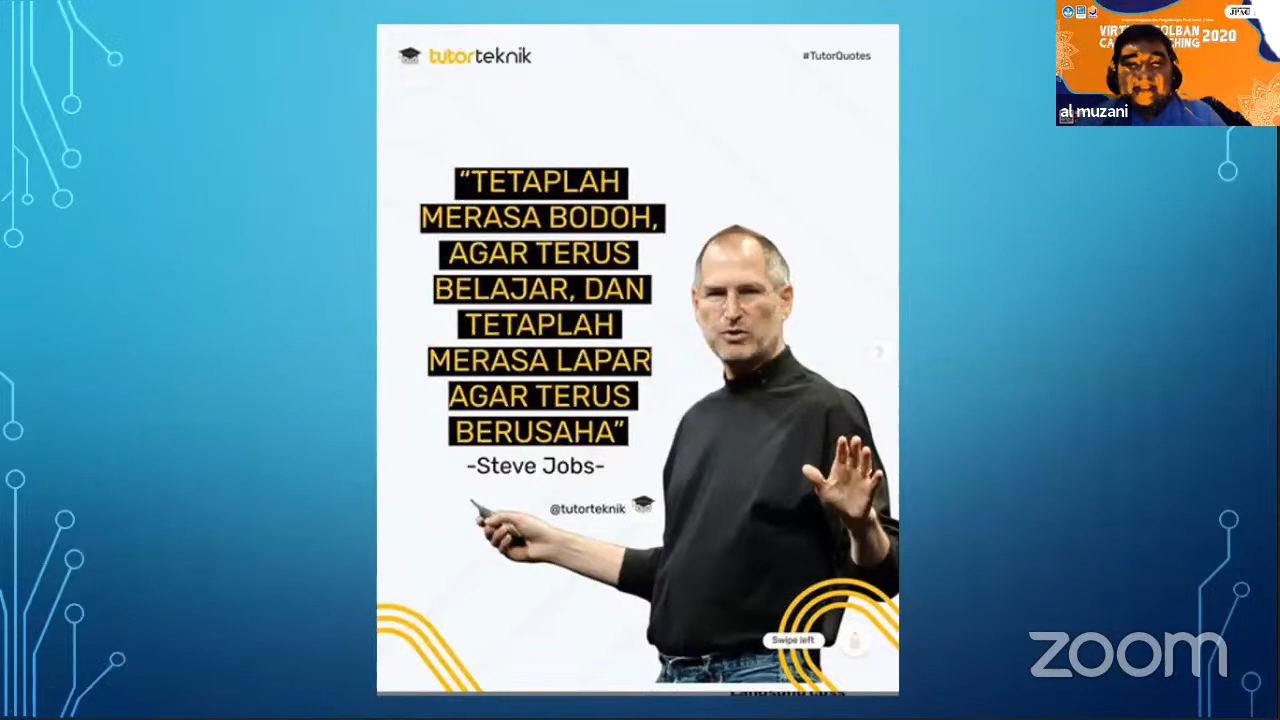 tutorteknik
#TutorQuotes
“TETAPLAH
MERASA BODOH,
AGAR TERUS
BELAJAR, DAN
TETAPLAH
MERASA LAPAR
AGAR TERUS
BERUSAHA”
-Steve Jobs-
@tutorteknik
Swipe left
2020
al muzani
zoom